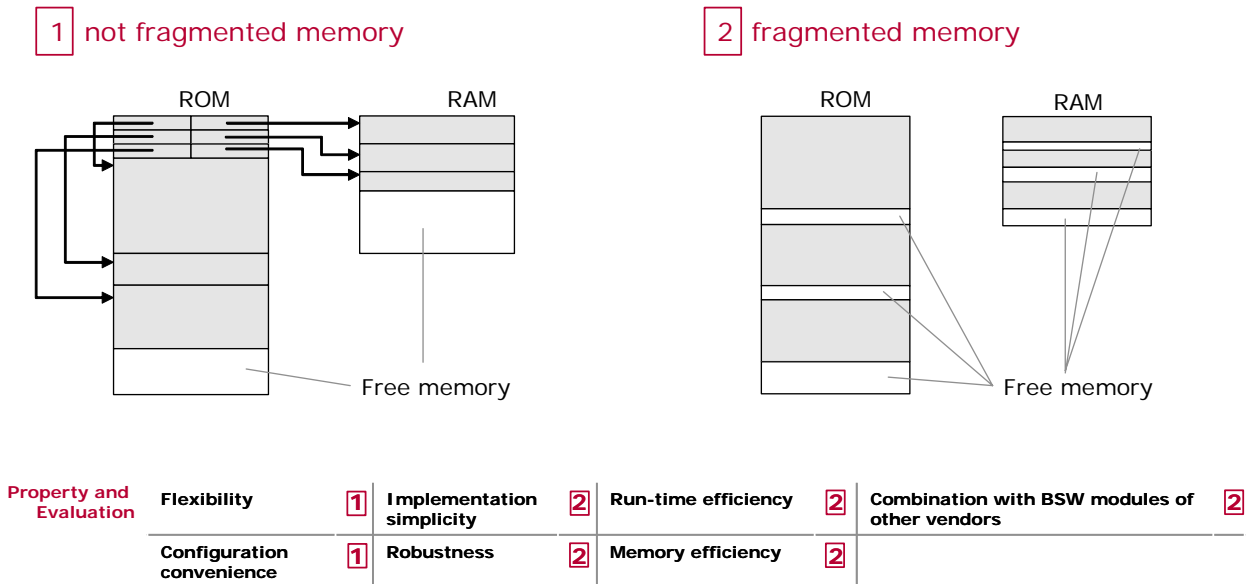 1 not fragmented memory
2 fragmented memory
ROM
RAM
ROM
RAM
Free memory
Free memory
Property and
Evaluation
Flexibility
1
Implementation
simplicity
2
Run-time efficiency
2
Combination with BSW modules of
other vendors
2
Configuration
convenience
1
Robustness
2
Memory efficiency
2